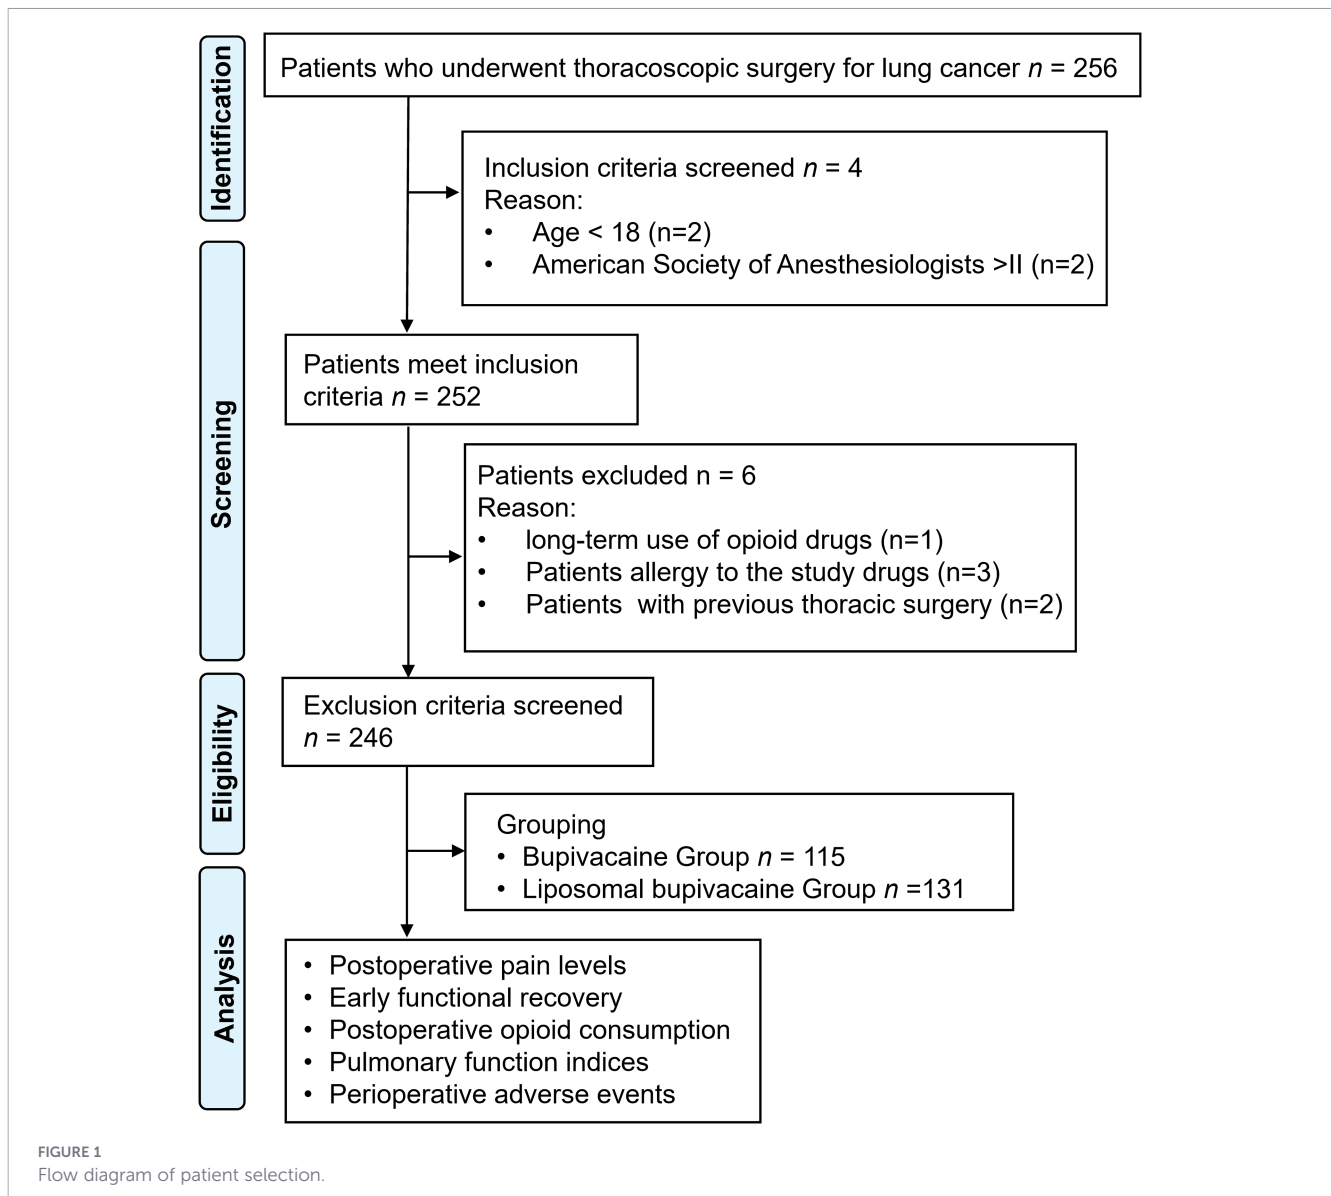 Identification
Patients who underwent thoracoscopic surgery for lung cancer n = 256
Inclusion criteria screened n = 4
Reason:
• Age < 18 (n=2)
• American Society of Anesthesiologists >II (n=2)
Screening
Patients meet inclusion
criteria n = 252
Patients excluded n = 6
Reason:
• long-term use of opioid drugs (n=1)
• Patients allergy to the study drugs (n=3)
• Patients  with previous thoracic surgery (n=2)
Eligibility
Exclusion criteria screened
n = 246
Grouping
• Bupivacaine Group n = 115
• Liposomal bupivacaine Group n =131
Analysis
• Postoperative pain levels
• Early functional recovery
• Postoperative opioid consumption
• Pulmonary function indices
• Perioperative adverse events
FIGURE 1
Flow diagram of patient selection.